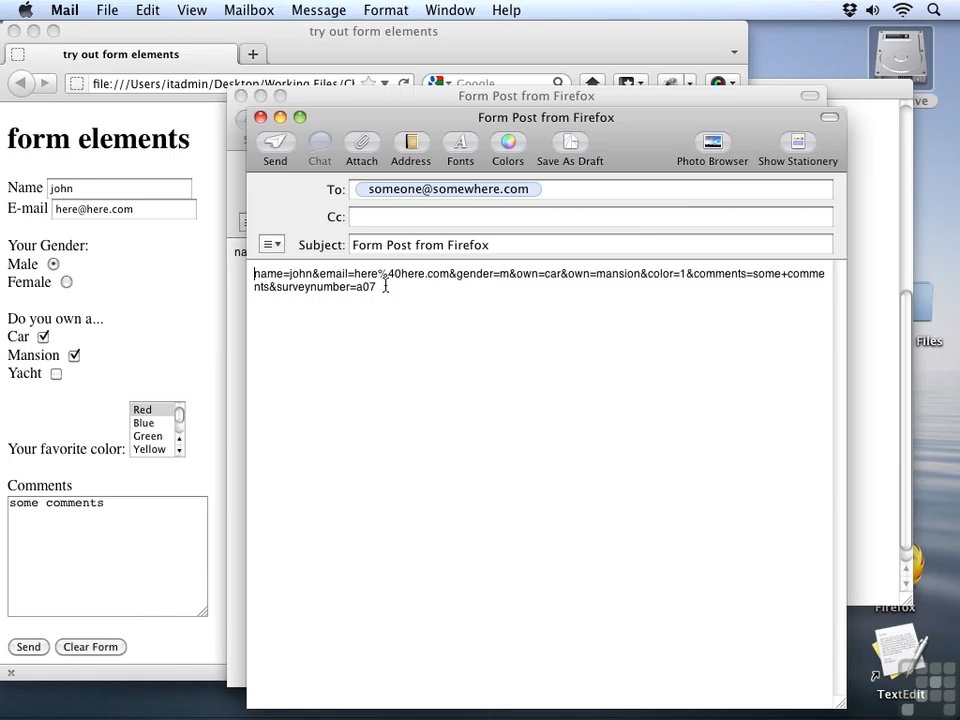 Mail File Edit View Mailbox Message Format Window Help
try out form elements
try out form elements
file:///Users/itadmin/Desktop/Working Files/Cl
Google
Form Post from Firefox
Form Post from Firefox
Send Chat Attach Address Fonts Colors Save As Draft Photo Browser Show Stationery
To: someone@somewhere.com
Cc:
Subject: Form Post from Firefox
name=john&email=here%40here.com&gender=m&own=car&own=mansion&color=1&comments=some+comme
nts&surveynumber=a07
form elements
Name john
E-mail here@here.com
Your Gender:
Male
Female
Do you own a...
Car
Mansion
Yacht
Red
Blue
Green
Your favorite color: Yellow
Comments
some comments
Send Clear Form
Files
Firefox
TextEdit